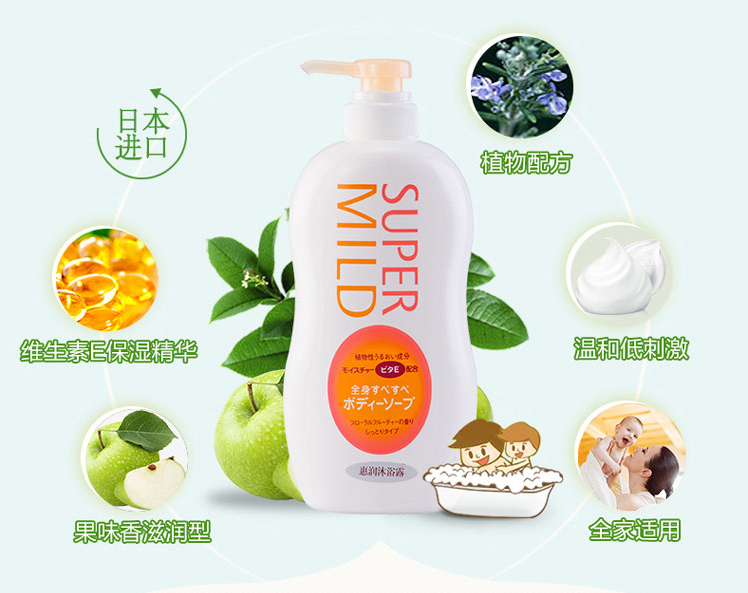 日本
进口
植物配方
SUPER
MILD
维生素E保湿精华
温和低刺激
植物性うるおい成分
モイスチャー ビタE 配合
全身すべすべ
ボディーソープ
フローラルフルーティーの香り
しっとりタイプ
惠润沐浴露
果味香滋润型
全家适用